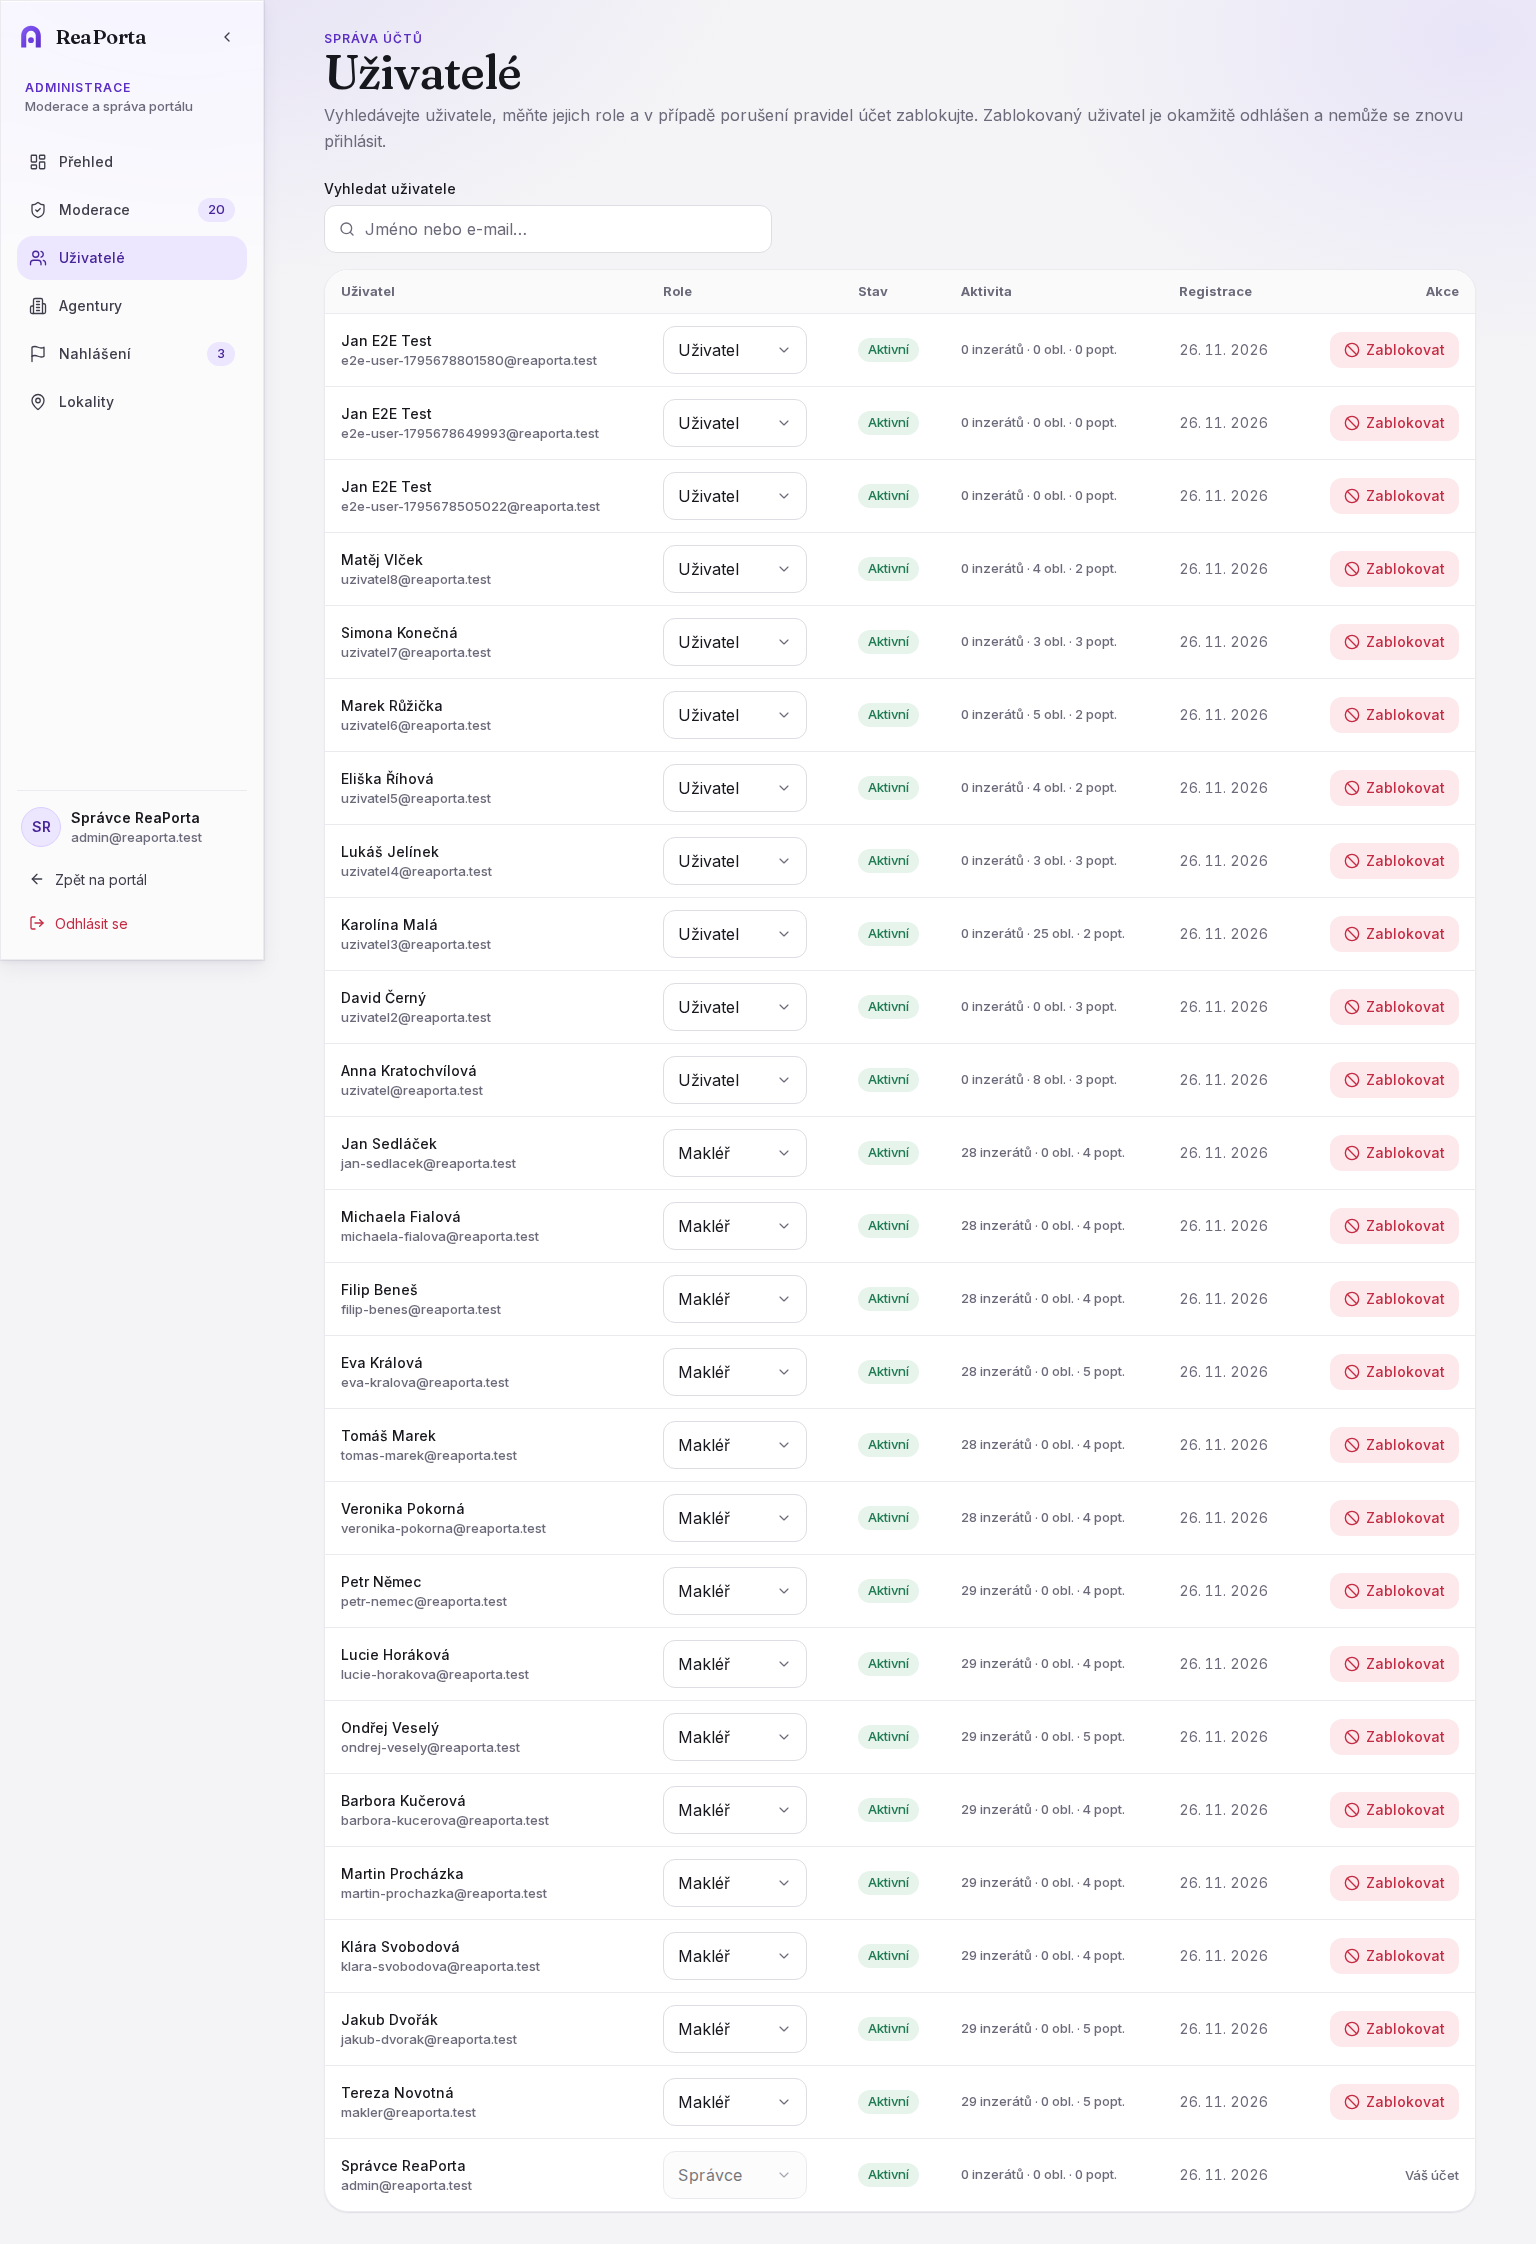 ReaPorta
ADMINISTRACE
Moderace a správa portálu
Přehled
Moderace 20
Uživatelé
Agentury
Nahlášení 3
Lokality
SR
Správce ReaPorta
admin@reaporta.test
Zpět na portál
Odhlásit se
SPRÁVA ÚČTŮ
Uživatelé
Vyhledávejte uživatele, měňte jejich role a v případě porušení pravidel účet zablokujte. Zablokovaný uživatel je okamžitě odhlášen a nemůže se znovu
přihlásit.
Vyhledat uživatele
Jméno nebo e-mail…
Uživatel Role Stav Aktivita Registrace Akce
Jan E2E Test
e2e-user-1795678801580@reaporta.test
Uživatel Aktivní 0 inzerátů · 0 obl. · 0 popt. 26. 11. 2026 Zablokovat
Jan E2E Test
e2e-user-1795678649993@reaporta.test
Uživatel Aktivní 0 inzerátů · 0 obl. · 0 popt. 26. 11. 2026 Zablokovat
Jan E2E Test
e2e-user-1795678505022@reaporta.test
Uživatel Aktivní 0 inzerátů · 0 obl. · 0 popt. 26. 11. 2026 Zablokovat
Matěj Vlček
uzivatel8@reaporta.test
Uživatel Aktivní 0 inzerátů · 4 obl. · 2 popt. 26. 11. 2026 Zablokovat
Simona Konečná
uzivatel7@reaporta.test
Uživatel Aktivní 0 inzerátů · 3 obl. · 3 popt. 26. 11. 2026 Zablokovat
Marek Růžička
uzivatel6@reaporta.test
Uživatel Aktivní 0 inzerátů · 5 obl. · 2 popt. 26. 11. 2026 Zablokovat
Eliška Říhová
uzivatel5@reaporta.test
Uživatel Aktivní 0 inzerátů · 4 obl. · 2 popt. 26. 11. 2026 Zablokovat
Lukáš Jelínek
uzivatel4@reaporta.test
Uživatel Aktivní 0 inzerátů · 3 obl. · 3 popt. 26. 11. 2026 Zablokovat
Karolína Malá
uzivatel3@reaporta.test
Uživatel Aktivní 0 inzerátů · 25 obl. · 2 popt. 26. 11. 2026 Zablokovat
David Černý
uzivatel2@reaporta.test
Uživatel Aktivní 0 inzerátů · 0 obl. · 3 popt. 26. 11. 2026 Zablokovat
Anna Kratochvílová
uzivatel@reaporta.test
Uživatel Aktivní 0 inzerátů · 8 obl. · 3 popt. 26. 11. 2026 Zablokovat
Jan Sedláček
jan-sedlacek@reaporta.test
Makléř Aktivní 28 inzerátů · 0 obl. · 4 popt. 26. 11. 2026 Zablokovat
Michaela Fialová
michaela-fialova@reaporta.test
Makléř Aktivní 28 inzerátů · 0 obl. · 4 popt. 26. 11. 2026 Zablokovat
Filip Beneš
filip-benes@reaporta.test
Makléř Aktivní 28 inzerátů · 0 obl. · 4 popt. 26. 11. 2026 Zablokovat
Eva Králová
eva-kralova@reaporta.test
Makléř Aktivní 28 inzerátů · 0 obl. · 5 popt. 26. 11. 2026 Zablokovat
Tomáš Marek
tomas-marek@reaporta.test
Makléř Aktivní 28 inzerátů · 0 obl. · 4 popt. 26. 11. 2026 Zablokovat
Veronika Pokorná
veronika-pokorna@reaporta.test
Makléř Aktivní 28 inzerátů · 0 obl. · 4 popt. 26. 11. 2026 Zablokovat
Petr Němec
petr-nemec@reaporta.test
Makléř Aktivní 29 inzerátů · 0 obl. · 4 popt. 26. 11. 2026 Zablokovat
Lucie Horáková
lucie-horakova@reaporta.test
Makléř Aktivní 29 inzerátů · 0 obl. · 4 popt. 26. 11. 2026 Zablokovat
Ondřej Veselý
ondrej-vesely@reaporta.test
Makléř Aktivní 29 inzerátů · 0 obl. · 5 popt. 26. 11. 2026 Zablokovat
Barbora Kučerová
barbora-kucerova@reaporta.test
Makléř Aktivní 29 inzerátů · 0 obl. · 4 popt. 26. 11. 2026 Zablokovat
Martin Procházka
martin-prochazka@reaporta.test
Makléř Aktivní 29 inzerátů · 0 obl. · 4 popt. 26. 11. 2026 Zablokovat
Klára Svobodová
klara-svobodova@reaporta.test
Makléř Aktivní 29 inzerátů · 0 obl. · 4 popt. 26. 11. 2026 Zablokovat
Jakub Dvořák
jakub-dvorak@reaporta.test
Makléř Aktivní 29 inzerátů · 0 obl. · 5 popt. 26. 11. 2026 Zablokovat
Tereza Novotná
makler@reaporta.test
Makléř Aktivní 29 inzerátů · 0 obl. · 5 popt. 26. 11. 2026 Zablokovat
Správce ReaPorta
admin@reaporta.test
Správce Aktivní 0 inzerátů · 0 obl. · 0 popt. 26. 11. 2026 Váš účet